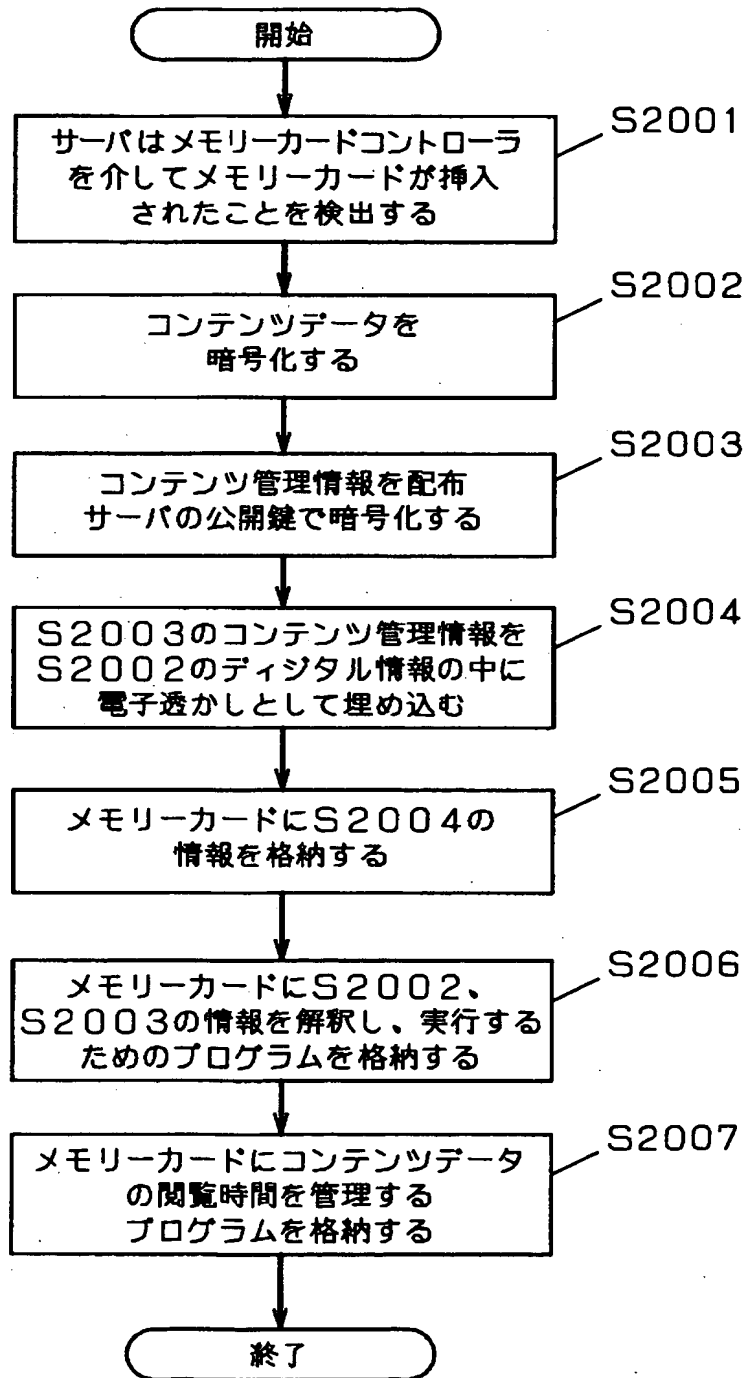 開始
サーバはメモリーカードコントローラ
を介してメモリーカードが挿入
されたことを検出する
S2001
コンテンツデータを
暗号化する
S2002
コンテンツ管理情報を配布
サーバの公開鍵で暗号化する
S2003
S2003のコンテンツ管理情報を
S2002のディジタル情報の中に
電子透かしとして埋め込む
S2004
メモリーカードにS2004の
情報を格納する
S2005
メモリーカードにS2002、
S2003の情報を解釈し、実行する
ためのプログラムを格納する
S2006
メモリーカードにコンテンツデータ
の閲覧時間を管理する
プログラムを格納する
S2007
終了